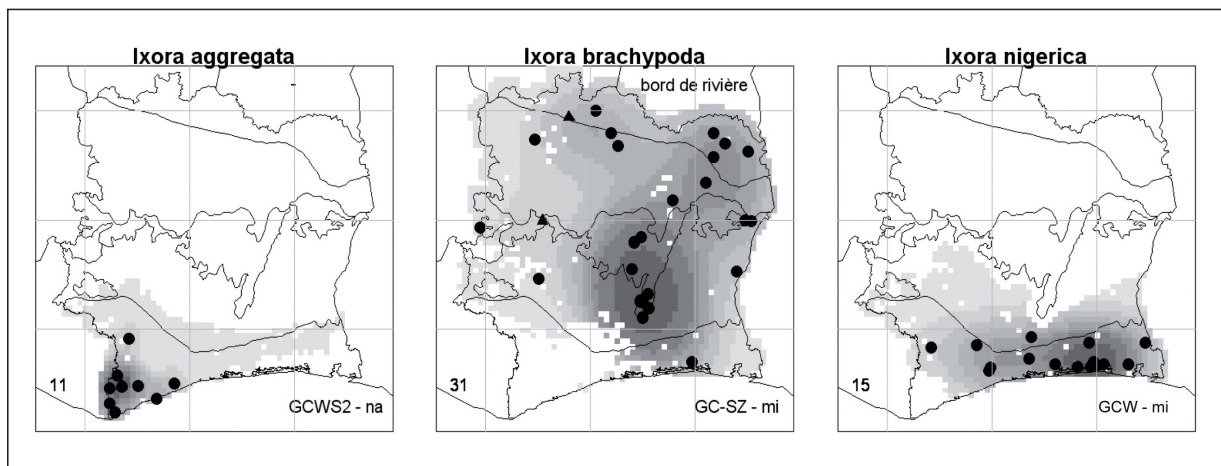 Ixora aggregata
11
GCWS2 - na
Ixora brachypoda
bord de rivière
31
GC-SZ - mi
Ixora nigerica
15
GCW - mi